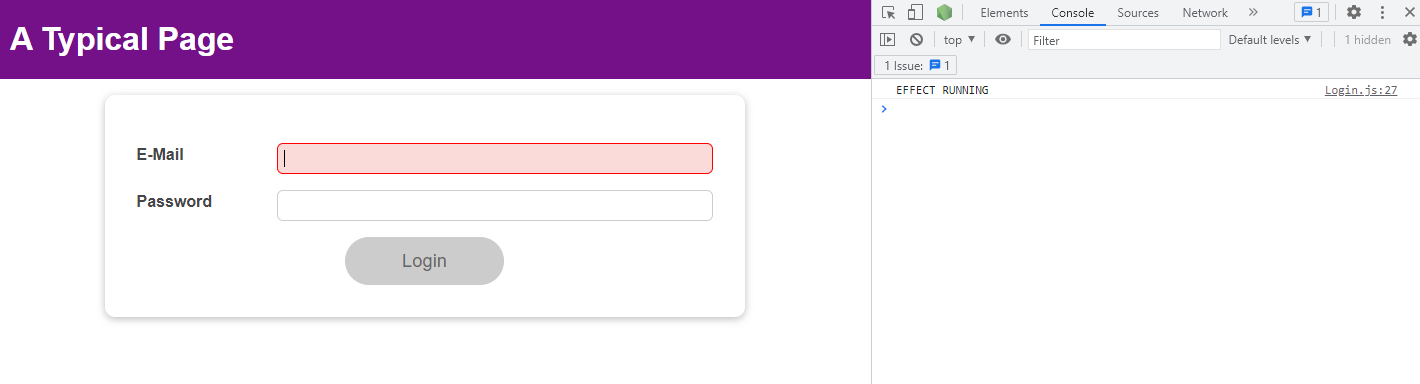 A Typical Page
E-Mail
Password
Login
Elements Console Sources Network » 1
top ▼ Filter Default levels ▼ 1 hidden
1 Issue: 1
EFFECT RUNNING Login.js:27
>